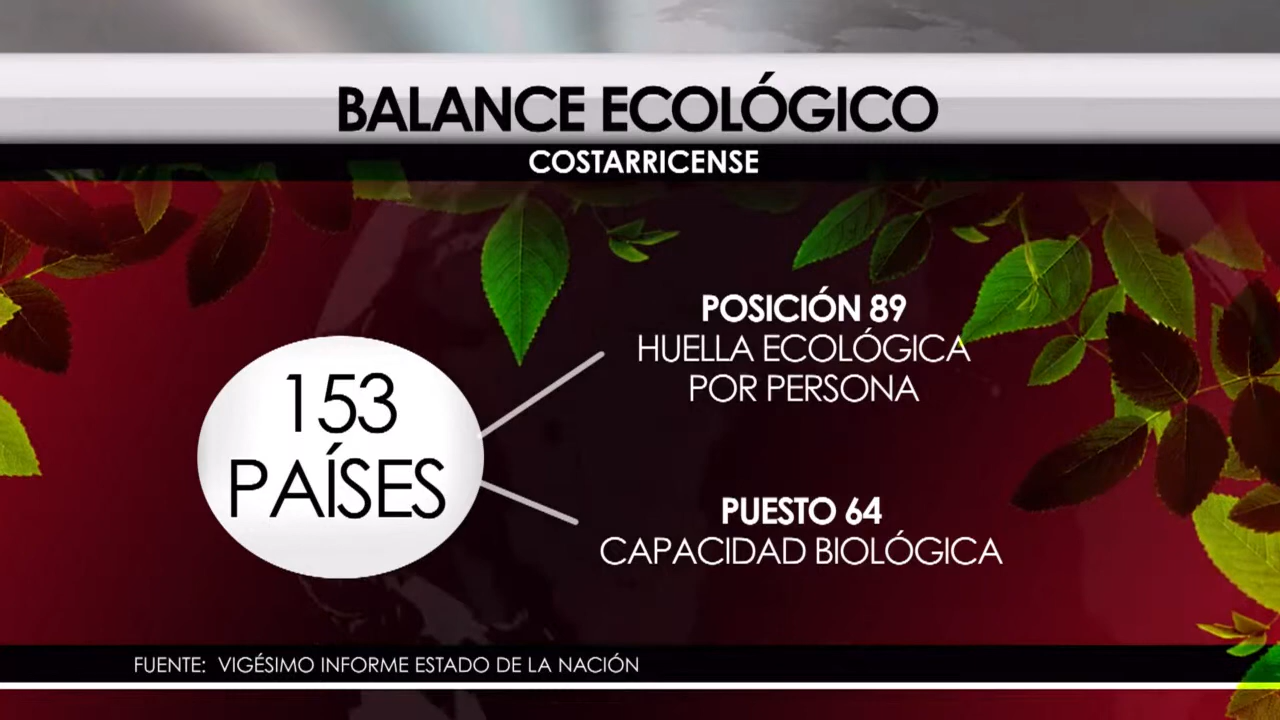 BALANCE ECOLÓGICO
COSTARRICENSE
153
PAÍSES
POSICIÓN 89
HUELLA ECOLÓGICA
POR PERSONA
PUESTO 64
CAPACIDAD BIOLÓGICA
FUENTE: VIGÉSIMO INFORME ESTADO DE LA NACIÓN